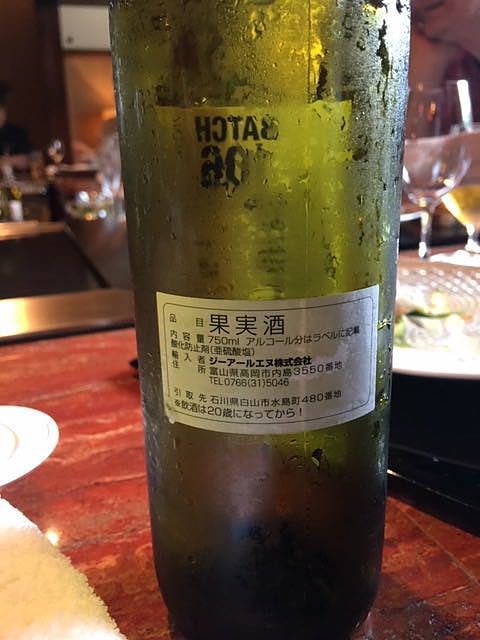 BATCH
品目 果実酒
内容量 750ml アルコール分はラベルに記載
酸化防止剤(亜硫酸塩)
輸入者 ジーアールエヌ株式会社
住所 富山県高岡市内島3550番地
TEL.0766(31)5046
引取先 石川県白山市水島町480番地
※飲酒は20歳になってから!